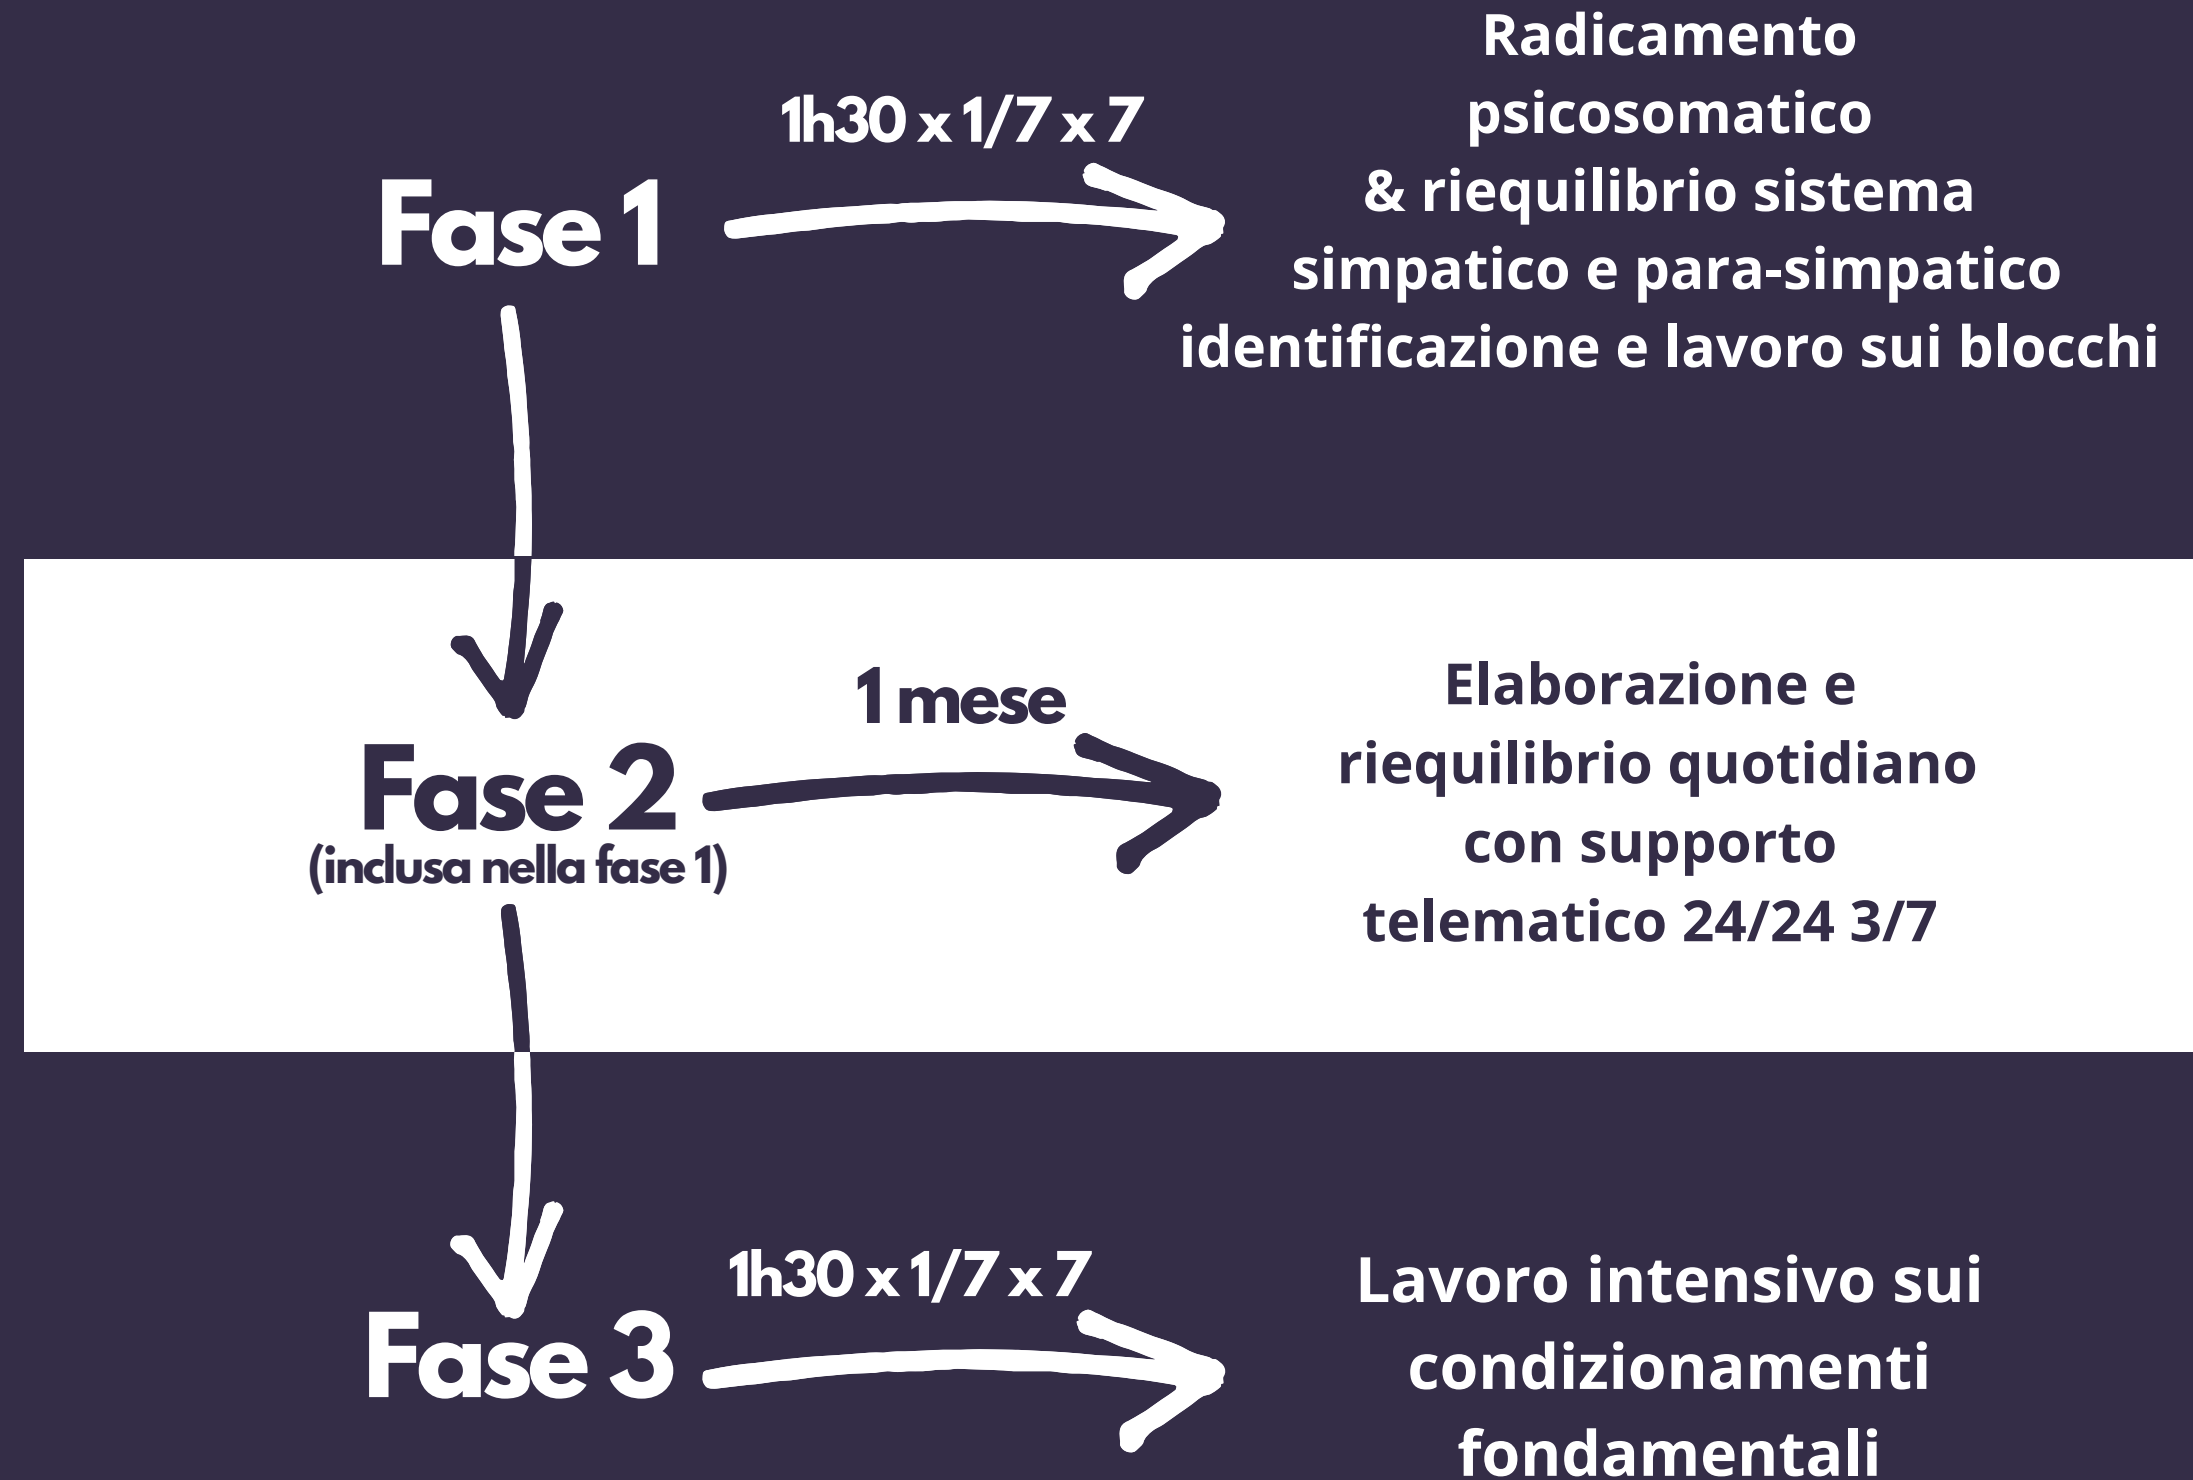 Fase 1
1h30 x 1/7 x 7
Radicamento
psicosomatico
& riequilibrio sistema
simpatico e para-simpatico
identificazione e lavoro sui blocchi
Fase 2
(inclusa nella fase 1)
1 mese
Elaborazione e
riequilibrio quotidiano
con supporto
telematico 24/24 3/7
Fase 3
1h30 x 1/7 x 7
Lavoro intensivo sui
condizionamenti
fondamentali